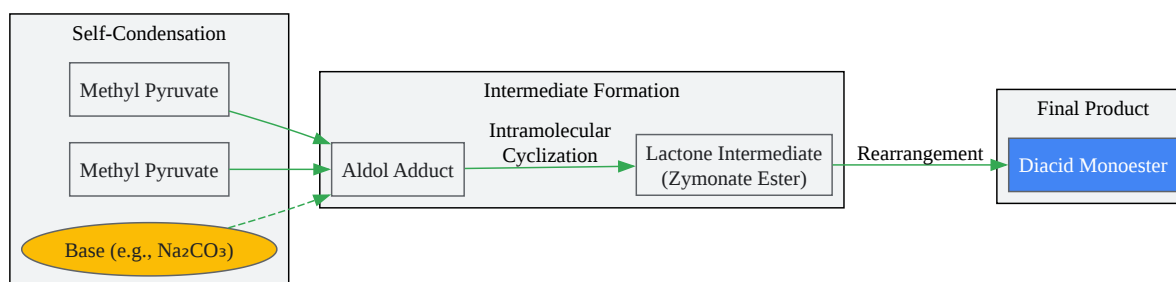 Self-Condensation
Methyl Pyruvate
Methyl Pyruvate
Base (e.g., Na₂CO₃)
Intermediate Formation
Aldol Adduct
Intramolecular
Cyclization
Lactone Intermediate
(Zymonate Ester)
Rearrangement
Final Product
Diacid Monoester